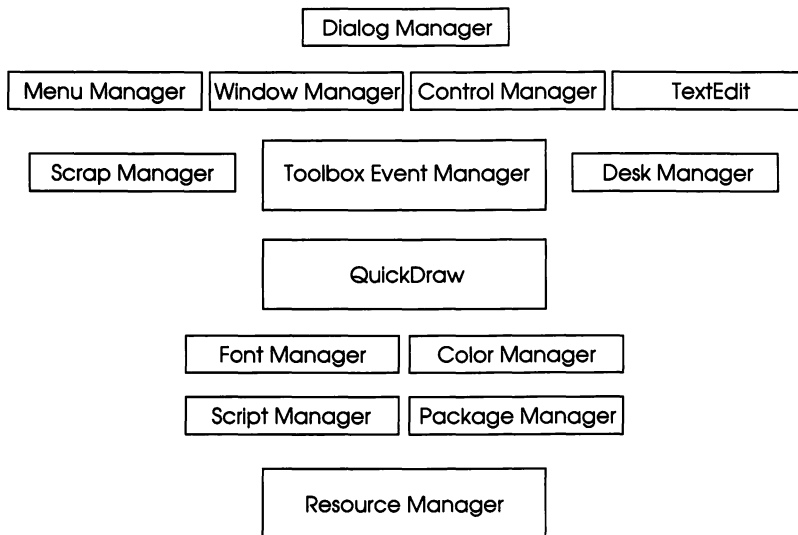 Dialog Manager
Menu Manager
Window Manager
Control Manager
TextEdit
Scrap Manager
Toolbox Event Manager
Desk Manager
QuickDraw
Font Manager
Color Manager
Script Manager
Package Manager
Resource Manager